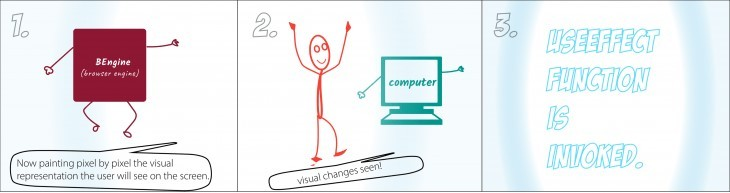 1.
BEngine
(browser engine)
Now painting pixel by pixel the visual
representation the user will see on the screen.
2.
computer
visual changes seen!
3.
USEEFFECT
FUNCTION
IS
INVOKED.